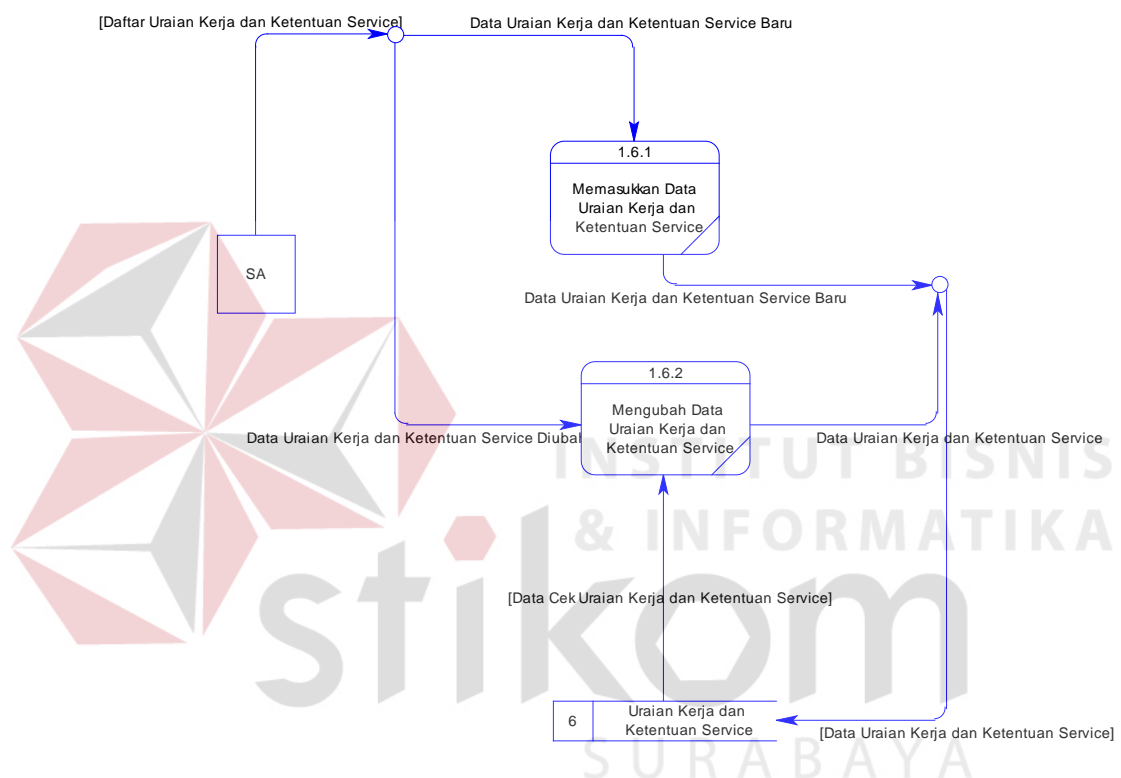 [Daftar Uraian Kerja dan Ketentuan Service]
Data Uraian Kerja dan Ketentuan Service Baru
1.6.1
Memasukkan Data
Uraian Kerja dan
Ketentuan Service
SA
Data Uraian Kerja dan Ketentuan Service Baru
1.6.2
Mengubah Data
Uraian Kerja dan
Ketentuan Service
Data Uraian Kerja dan Ketentuan Service Diubah
Data Uraian Kerja dan Ketentuan Service
INSTITUT BISNIS
& INFORMATIKA
stikom
[Data Cek Uraian Kerja dan Ketentuan Service]
6
Uraian Kerja dan
Ketentuan Service
[Data Uraian Kerja dan Ketentuan Service]
SURABAYA